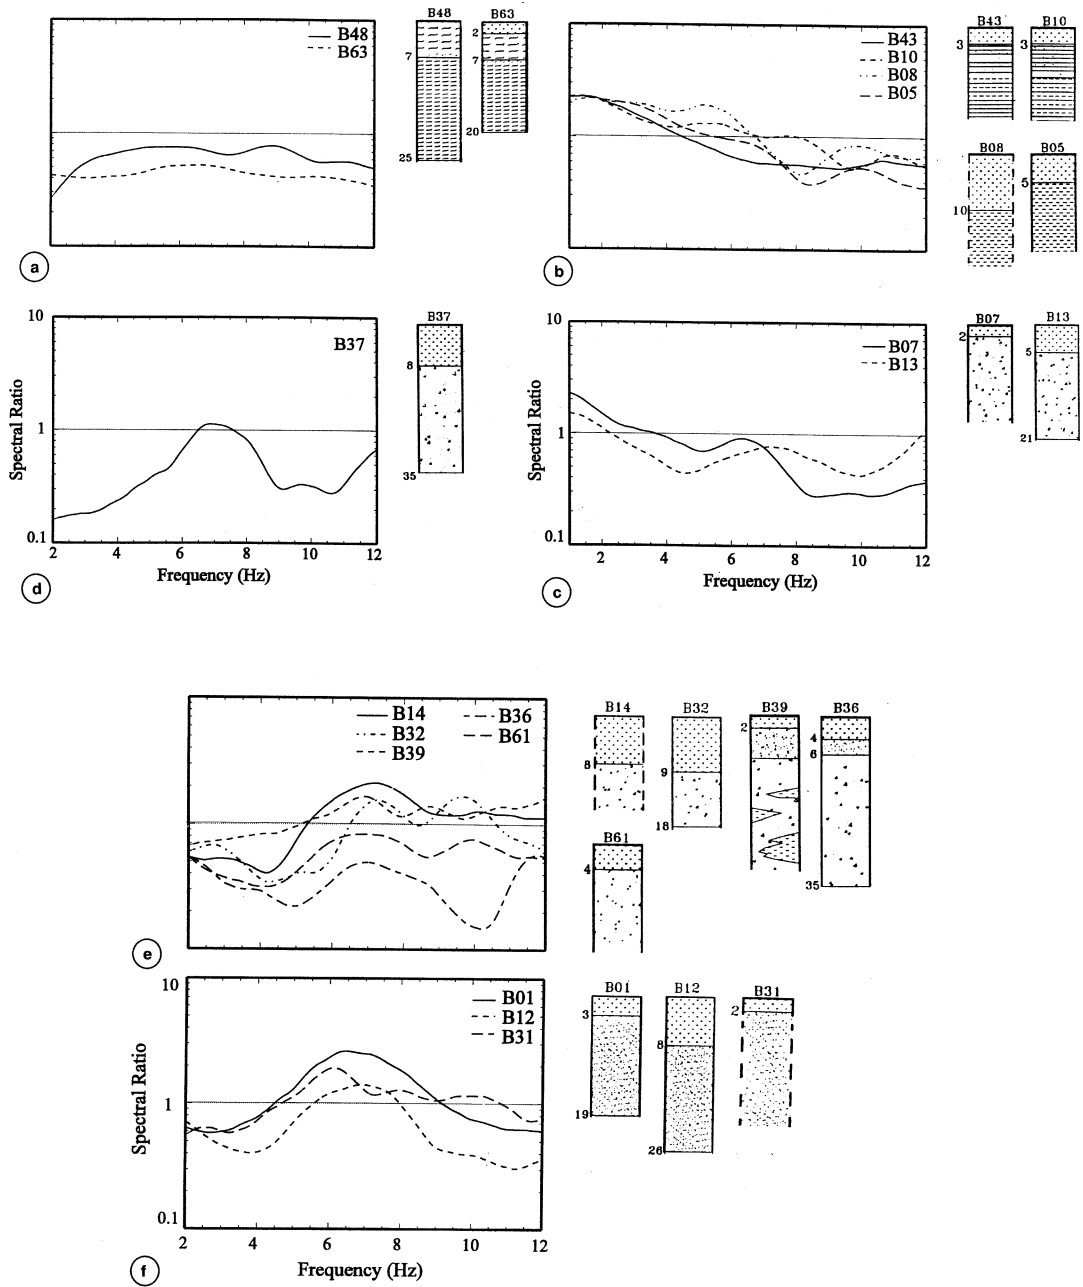 B48
B63
B48
B63
2
7
7
20
25
a
B43
B10
B08
B05
B43
B10
3
3
B08
B05
5
10
b
10
1
0.1
Spectral Ratio
B37
2
4
6
8
10
12
Frequency (Hz)
B37
8
35
d
10
1
0.1
Spectral Ratio
B07
B13
2
4
6
8
10
12
Frequency (Hz)
B07
B13
2
5
21
c
B14
B32
B39
B36
B61
B14
B32
B39
B36
8
9
18
2
4
6
35
B61
4
e
10
1
0.1
Spectral Ratio
B01
B12
B31
2
4
6
8
10
12
Frequency (Hz)
B01
B12
B31
3
19
8
26
2
f